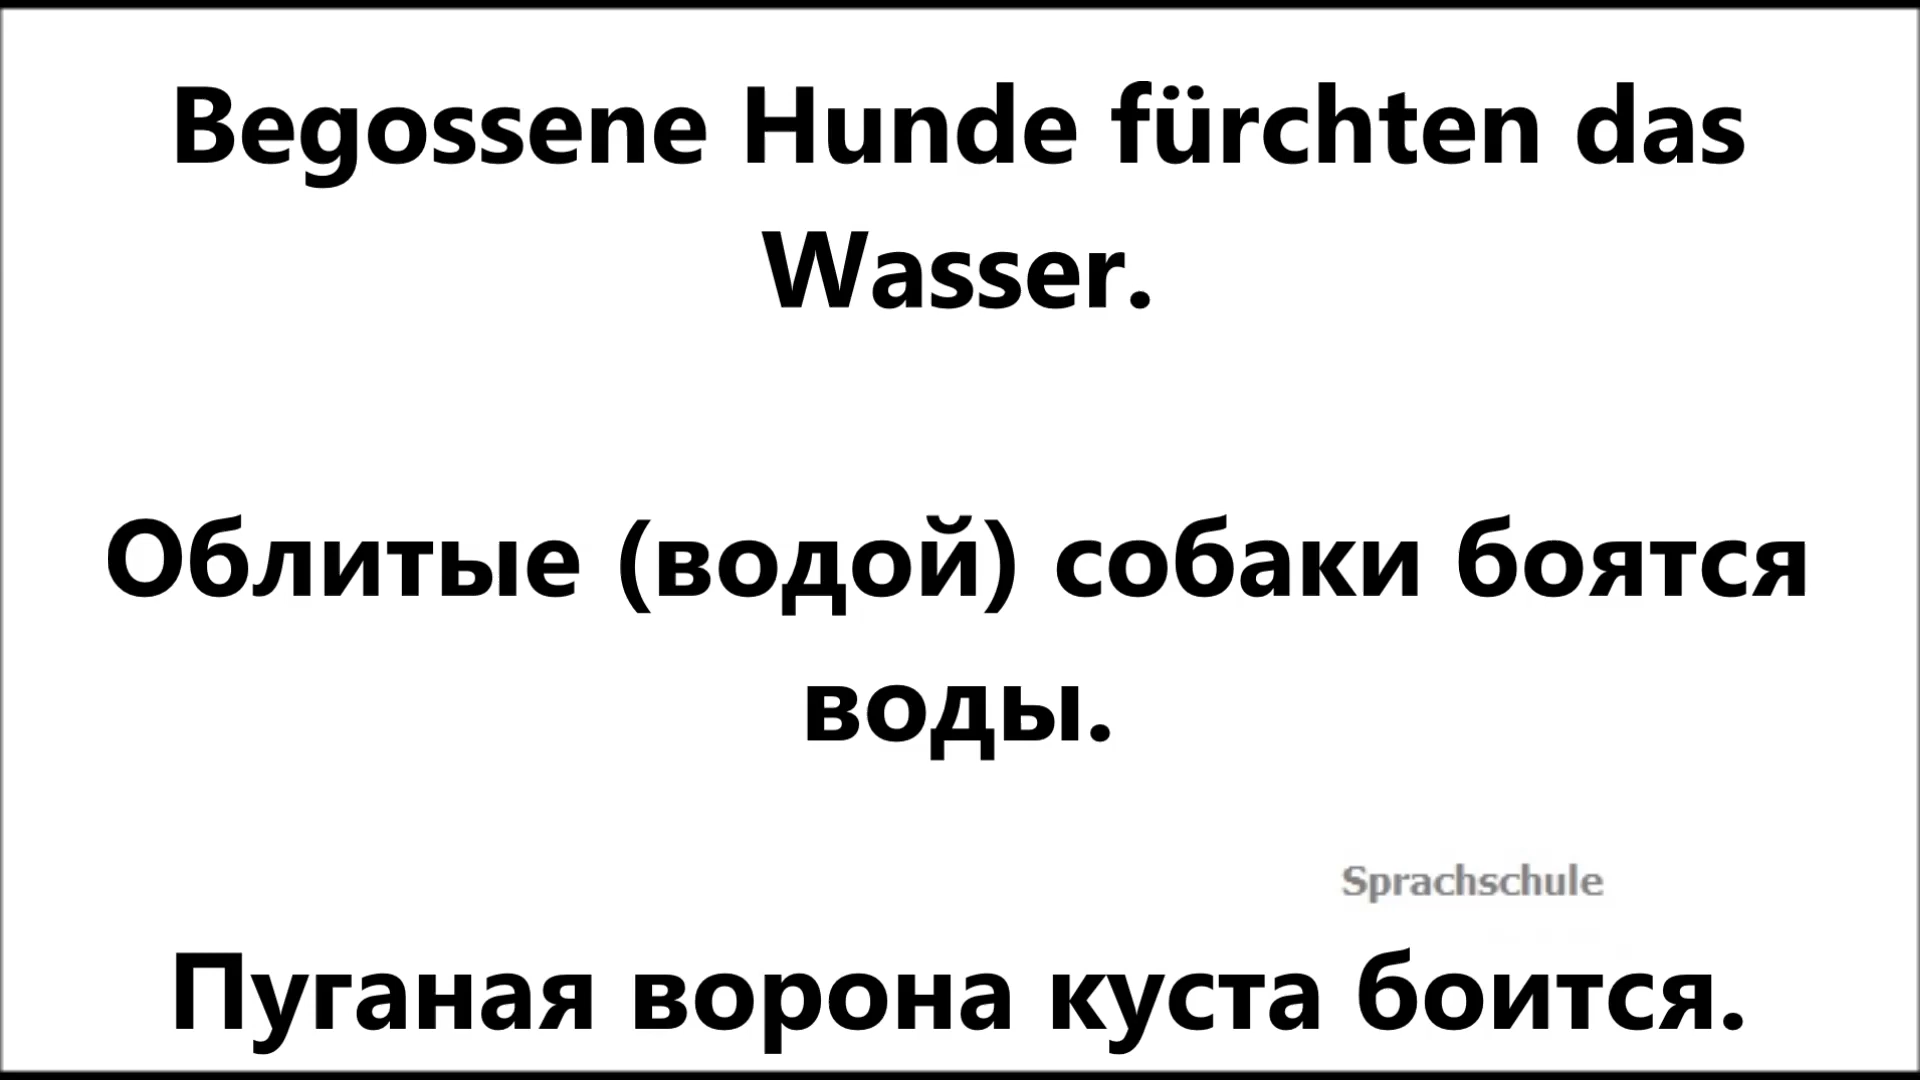 Begossene Hunde fürchten das
Wasser.
Облитые (водой) собаки боятся
воды.
Sprachschule
Пуганая ворона куста боится.